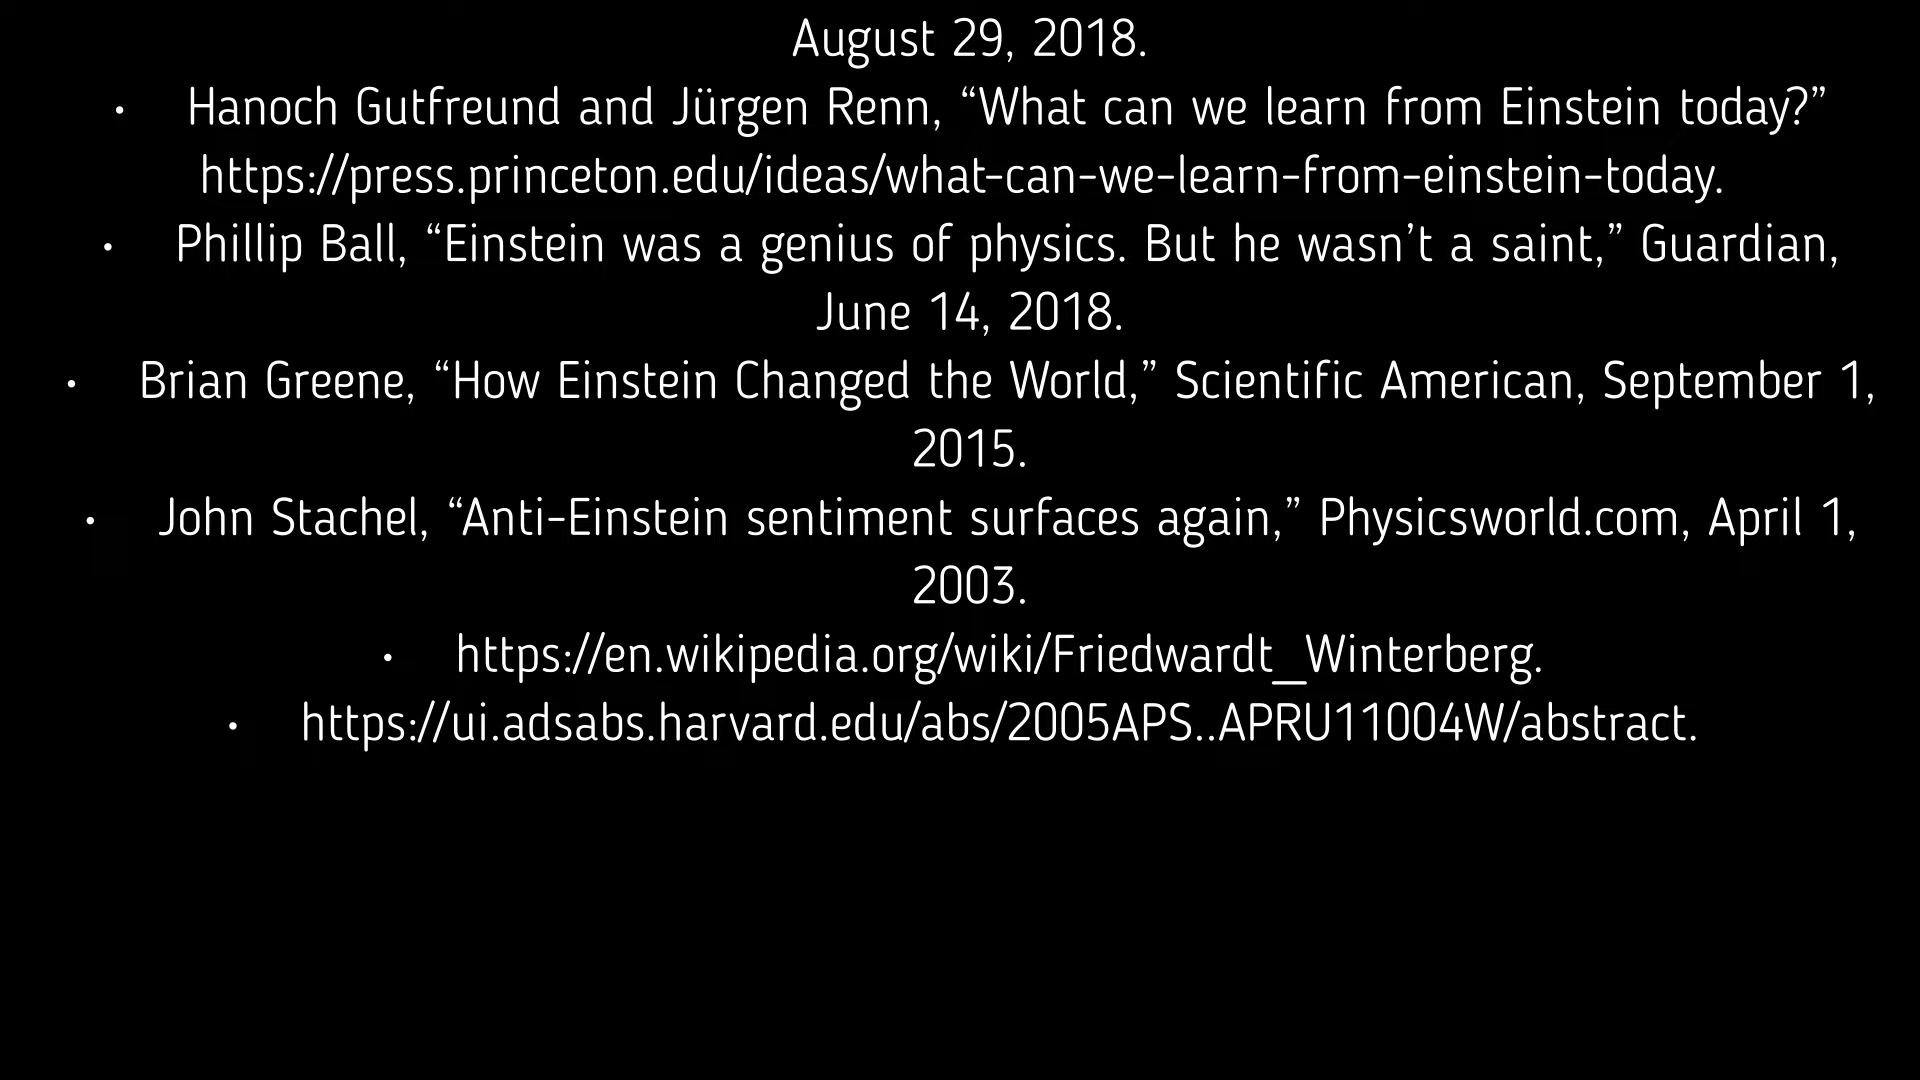 August 29, 2018.
• Hanoch Gutfreund and Jürgen Renn, “What can we learn from Einstein today?”
https://press.princeton.edu/ideas/what-can-we-learn-from-einstein-today.
• Phillip Ball, “Einstein was a genius of physics. But he wasn’t a saint,” Guardian,
June 14, 2018.
• Brian Greene, “How Einstein Changed the World,” Scientific American, September 1,
2015.
• John Stachel, “Anti-Einstein sentiment surfaces again,” Physicsworld.com, April 1,
2003.
• https://en.wikipedia.org/wiki/Friedwardt_Winterberg.
• https://ui.adsabs.harvard.edu/abs/2005APS..APRU11004W/abstract.